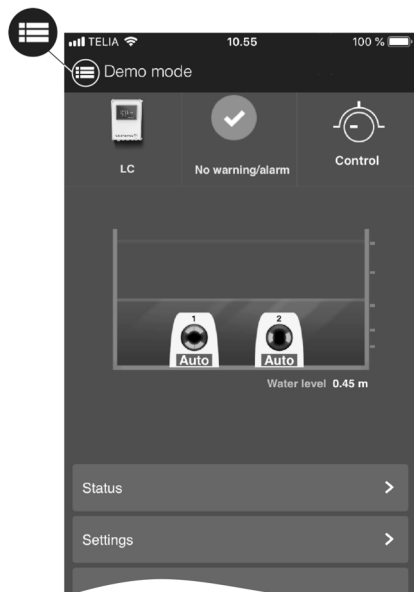 TELIA 10.55 100 %
Demo mode
LC
No warning/alarm
Control
1 2
Auto Auto
Water level 0.45 m
Status
Settings